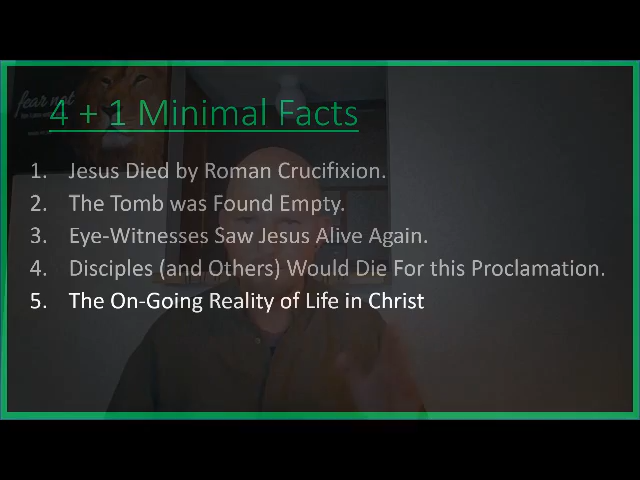 fear not
4 + 1 Minimal Facts
1. Jesus Died by Roman Crucifixion.
2. The Tomb was Found Empty.
3. Eye-Witnesses Saw Jesus Alive Again.
4. Disciples (and Others) Would Die For this Proclamation.
5. The On-Going Reality of Life in Christ